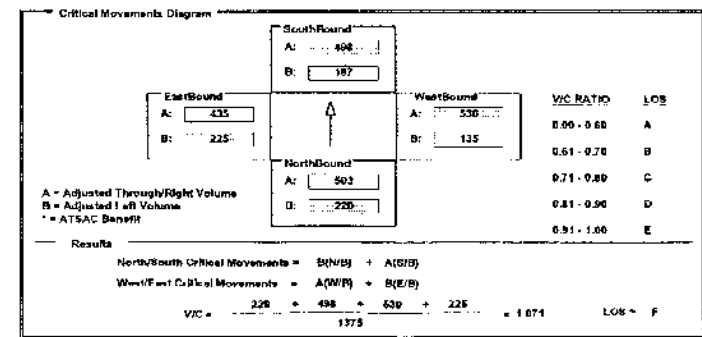 Critical Movements Diagram
SouthBound
A: 498
B: 187
EastBound
A: 435
B: 225
WestBound
A: 530
B: 135
V/C RATIO LOS
0.00 - 0.60 A
0.61 - 0.70 B
0.71 - 0.80 C
0.81 - 0.90 D
0.91 - 1.00 E
NorthBound
A: 503
B: 220
A = Adjusted Through/Right Volume
B = Adjusted Left Volume
* = ATSAC Benefit
Results
North/South Critical Movements = B(N/B) + A(S/B)
West/East Critical Movements = A(W/B) + B(E/B)
220 + 498 + 530 + 225
V/C = = 1.071 LOS = F
1375